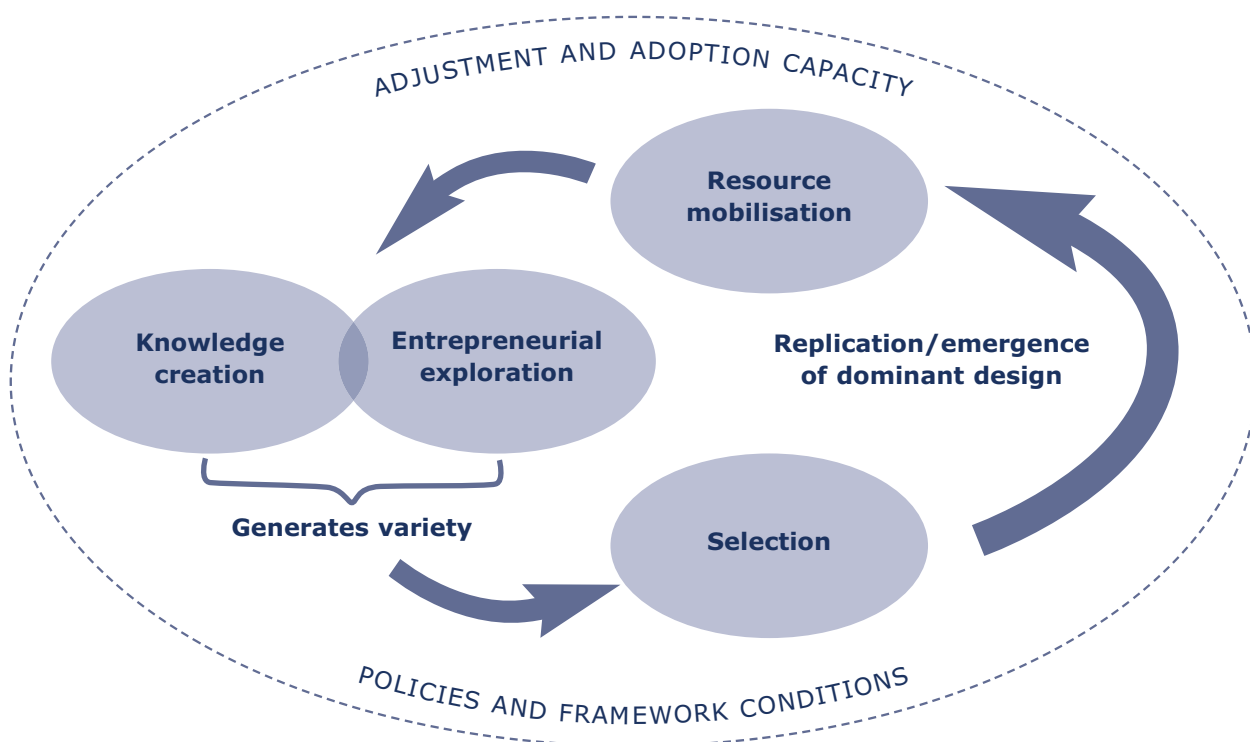 ADJUSTMENT AND ADOPTION CAPACITY
Resource
mobilisation
Knowledge
creation
Entrepreneurial
exploration
Replication/emergence
of dominant design
Generates variety
Selection
POLICIES AND FRAMEWORK CONDITIONS